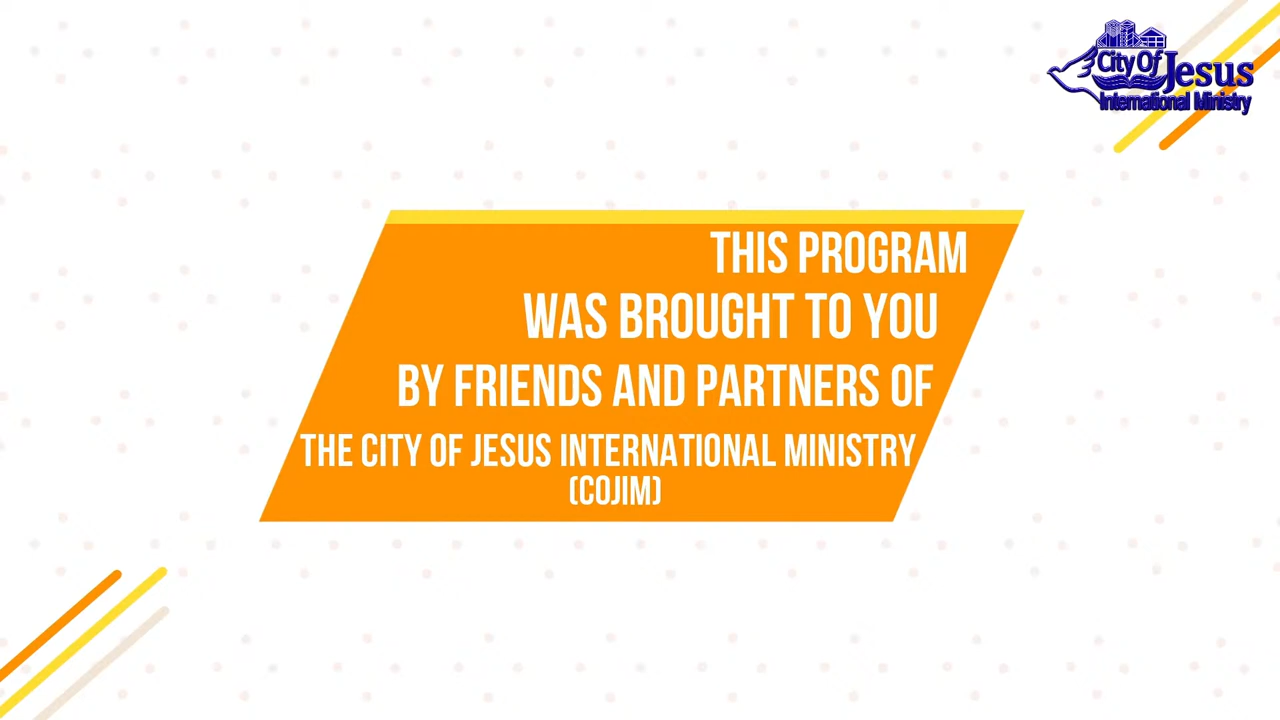 City Of Jesus
International Ministry
THIS PROGRAM
WAS BROUGHT TO YOU
BY FRIENDS AND PARTNERS OF
THE CITY OF JESUS INTERNATIONAL MINISTRY
(COJIM)